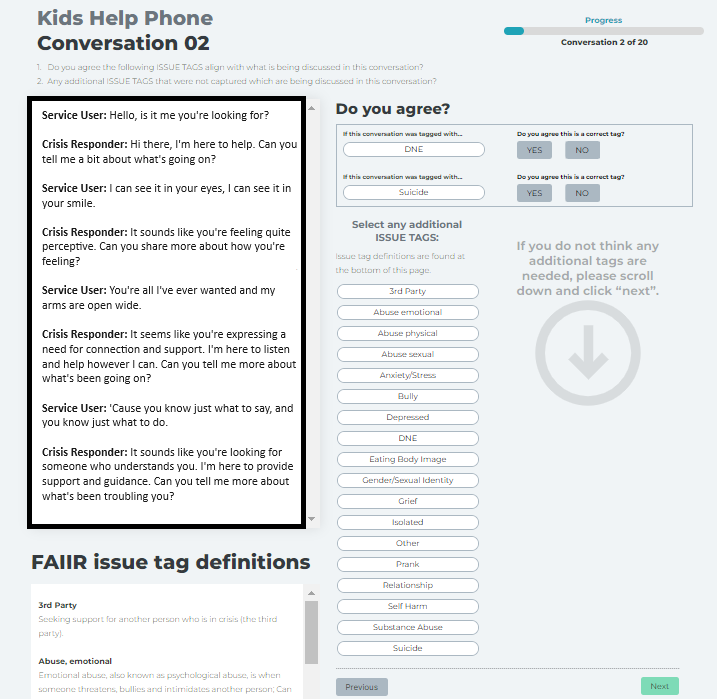 Kids Help Phone
Conversation 02
1. Do you agree the following ISSUE TAGS align with what is being discussed in this conversation?
2. Any additional ISSUE TAGS that were not captured which are being discussed in this conversation?
Progress
Conversation 2 of 20
Service User: Hello, is it me you're looking for?
Crisis Responder: Hi there, I'm here to help. Can you
tell me a bit about what's going on?
Service User: I can see it in your eyes, I can see it in
your smile.
Crisis Responder: It sounds like you're feeling quite
perceptive. Can you share more about how you're
feeling?
Service User: You're all I've ever wanted and my
arms are open wide.
Crisis Responder: It seems like you're expressing a
need for connection and support. I'm here to listen
and help however I can. Can you tell me more about
what's been going on?
Service User: 'Cause you know just what to say, and
you know just what to do.
Crisis Responder: It sounds like you're looking for
someone who understands you. I'm here to provide
support and guidance. Can you tell me more about
what's been troubling you?
Do you agree?
If this conversation was tagged with...
Do you agree this is a correct tag?
DNE
YES
NO
If this conversation was tagged with...
Do you agree this is a correct tag?
Suicide
YES
NO
Select any additional
ISSUE TAGS:
Issue tag definitions are found at
the bottom of this page.
3rd Party
Abuse emotional
Abuse physical
Abuse sexual
Anxiety/Stress
Bully
Depressed
DNE
Eating Body Image
Gender/Sexual Identity
Grief
Isolated
Other
Prank
Relationship
Self Harm
Substance Abuse
Suicide
If you do not think any
additional tags are
needed, please scroll
down and click “next”.
FAIIR issue tag definitions
3rd Party
Seeking support for another person who is in crisis (the third
party).
Abuse, emotional
Emotional abuse, also known as psychological abuse, is when
someone threatens, bullies and intimidates another person; Can
Previous
Next